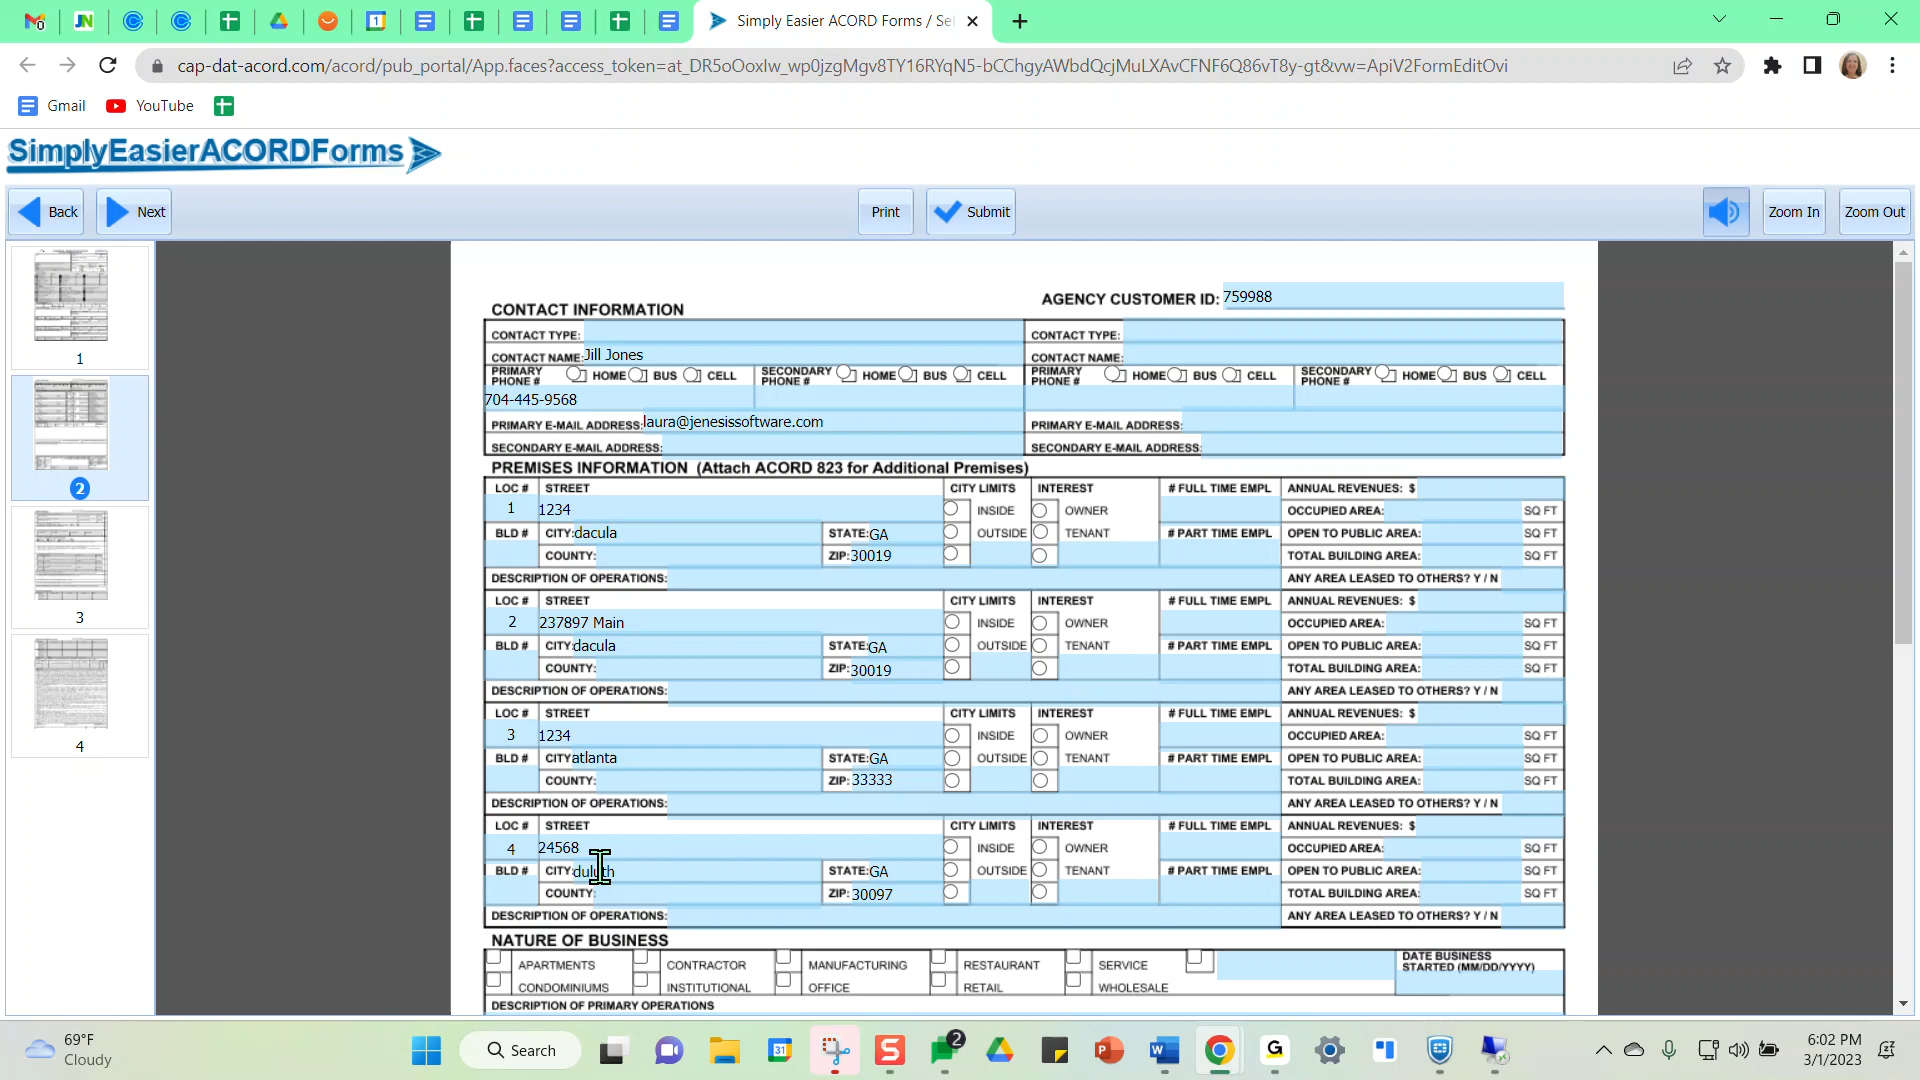 Simply Easier ACORD Forms / Sel
cap-dat-acord.com/acord/pub_portal/App.faces?access_token=at_DR5oOoxIw_wp0jzgMgv8TY16RYqN5-bCChgyAWbdQcjMuLXAvCFNF6Q86vT8y-gt&vw=ApiV2FormEditOvi
Gmail YouTube
SimplyEasierACORDForms
Back Next Print Submit Zoom In Zoom Out
1
2
3
4
AGENCY CUSTOMER ID: 759988
CONTACT INFORMATION
CONTACT TYPE: CONTACT TYPE:
CONTACT NAME: Jill Jones CONTACT NAME:
PRIMARY PHONE # HOME BUS CELL SECONDARY PHONE # HOME BUS CELL PRIMARY PHONE # HOME BUS CELL SECONDARY PHONE # HOME BUS CELL
704-445-9568
PRIMARY E-MAIL ADDRESS: laura@jenesissoftware.com PRIMARY E-MAIL ADDRESS:
SECONDARY E-MAIL ADDRESS: SECONDARY E-MAIL ADDRESS:
PREMISES INFORMATION (Attach ACORD 823 for Additional Premises)
LOC # STREET CITY LIMITS INTEREST # FULL TIME EMPL ANNUAL REVENUES: $
1 1234 INSIDE OWNER OCCUPIED AREA: SQ FT
BLD # CITY: dacula STATE: GA OUTSIDE TENANT # PART TIME EMPL OPEN TO PUBLIC AREA: SQ FT
COUNTY: ZIP: 30019 TOTAL BUILDING AREA: SQ FT
DESCRIPTION OF OPERATIONS: ANY AREA LEASED TO OTHERS? Y / N
LOC # STREET CITY LIMITS INTEREST # FULL TIME EMPL ANNUAL REVENUES: $
2 237897 Main INSIDE OWNER OCCUPIED AREA: SQ FT
BLD # CITY: dacula STATE: GA OUTSIDE TENANT # PART TIME EMPL OPEN TO PUBLIC AREA: SQ FT
COUNTY: ZIP: 30019 TOTAL BUILDING AREA: SQ FT
DESCRIPTION OF OPERATIONS: ANY AREA LEASED TO OTHERS? Y / N
LOC # STREET CITY LIMITS INTEREST # FULL TIME EMPL ANNUAL REVENUES: $
3 1234 INSIDE OWNER OCCUPIED AREA: SQ FT
BLD # CITY atlanta STATE: GA OUTSIDE TENANT # PART TIME EMPL OPEN TO PUBLIC AREA: SQ FT
COUNTY: ZIP: 33333 TOTAL BUILDING AREA: SQ FT
DESCRIPTION OF OPERATIONS: ANY AREA LEASED TO OTHERS? Y / N
LOC # STREET CITY LIMITS INTEREST # FULL TIME EMPL ANNUAL REVENUES: $
4 24568 INSIDE OWNER OCCUPIED AREA: SQ FT
BLD # CITY: duluth STATE: GA OUTSIDE TENANT # PART TIME EMPL OPEN TO PUBLIC AREA: SQ FT
COUNTY: ZIP: 30097 TOTAL BUILDING AREA: SQ FT
DESCRIPTION OF OPERATIONS: ANY AREA LEASED TO OTHERS? Y / N
NATURE OF BUSINESS
APARTMENTS CONTRACTOR MANUFACTURING RESTAURANT SERVICE DATE BUSINESS STARTED (MM/DD/YYYY)
CONDOMINIUMS INSTITUTIONAL OFFICE RETAIL WHOLESALE
DESCRIPTION OF PRIMARY OPERATIONS
69°F
Cloudy
Search
2
6:02 PM
3/1/2023